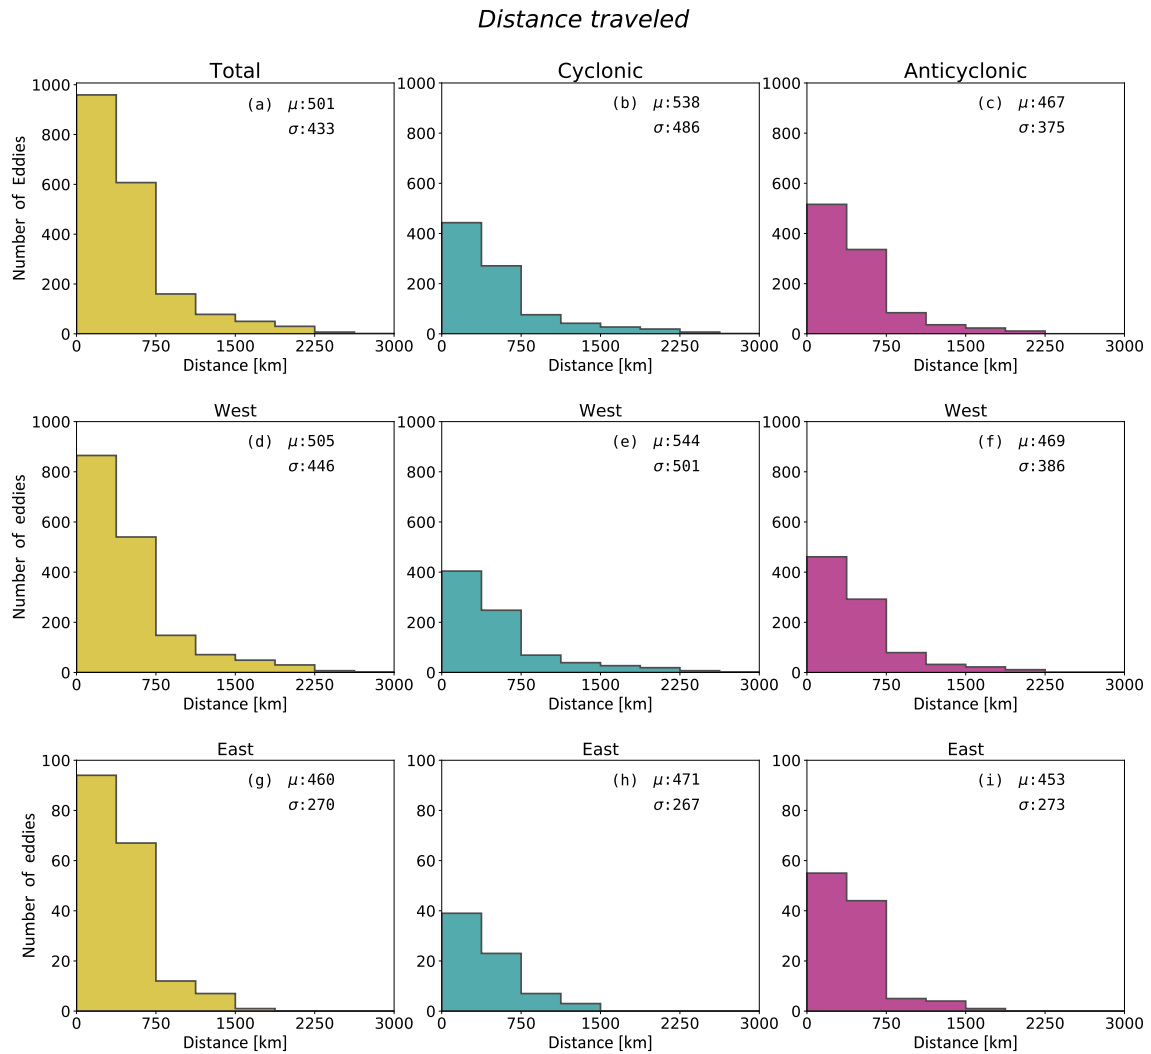 Distance traveled
Total
(a) μ:501
σ:433
1000
800
600
400
200
0
Number of Eddies
0 750 1500 2250 3000
Distance [km]
Cyclonic
(b) μ:538
σ:486
1000
800
600
400
200
0
0 750 1500 2250 3000
Distance [km]
Anticyclonic
(c) μ:467
σ:375
1000
800
600
400
200
0
0 750 1500 2250 3000
Distance [km]
West
(d) μ:505
σ:446
1000
800
600
400
200
0
Number of eddies
0 750 1500 2250 3000
Distance [km]
West
(e) μ:544
σ:501
1000
800
600
400
200
0
0 750 1500 2250 3000
Distance [km]
West
(f) μ:469
σ:386
1000
800
600
400
200
0
0 750 1500 2250 3000
Distance [km]
East
(g) μ:460
σ:270
100
80
60
40
20
0
Number of eddies
0 750 1500 2250 3000
Distance [km]
East
(h) μ:471
σ:267
100
80
60
40
20
0
0 750 1500 2250 3000
Distance [km]
East
(i) μ:453
σ:273
100
80
60
40
20
0
0 750 1500 2250 3000
Distance [km]